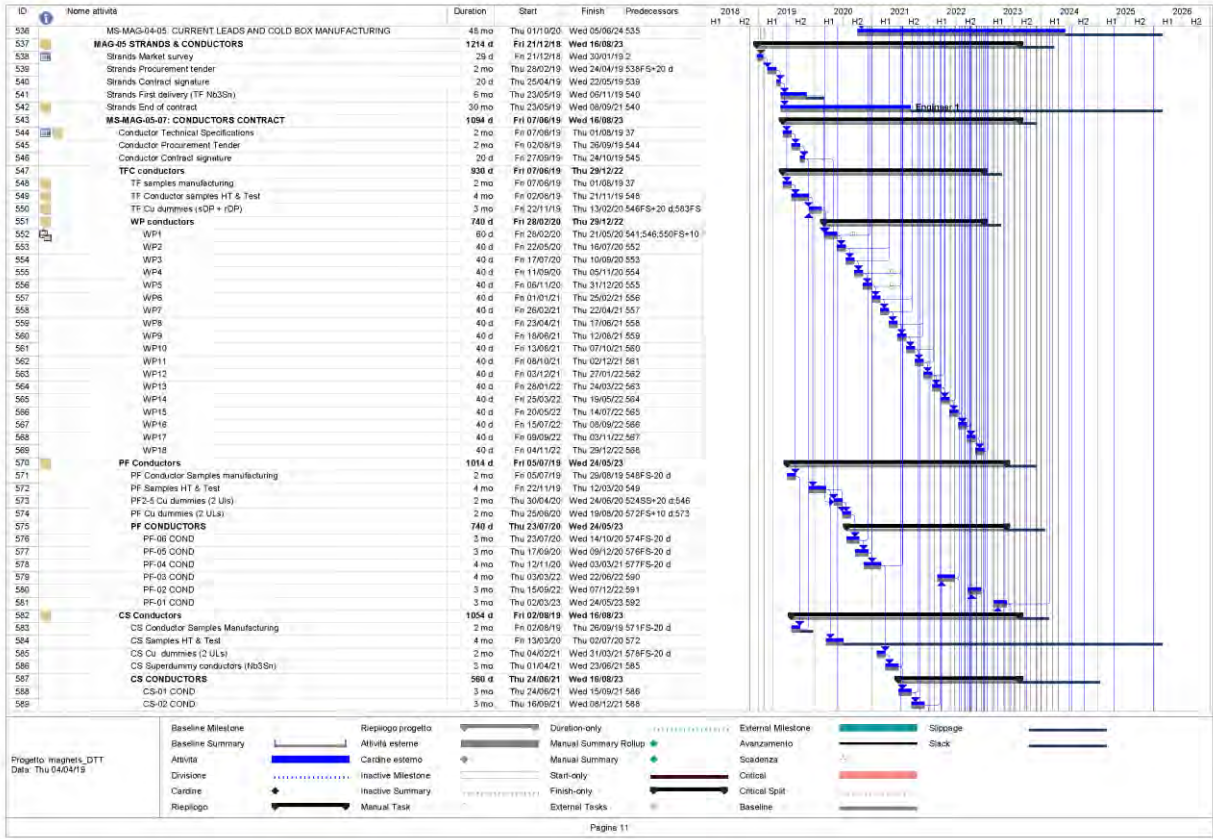 ID Nome attività Duration Start Finish Predecessors 2018 2019 2020 2021 2022 2023 2024 2025 2026
H1 H2 H1 H2 H1 H2 H1 H2 H1 H2 H1 H2 H1 H2 H1 H2 H1 H2
536 MS-MAG-04-05: CURRENT LEADS AND COLD BOX MANUFACTURING 48 mo Thu 01/10/20 Wed 05/06/24 535
537 MAG-05 STRANDS & CONDUCTORS 1214 d Fri 21/12/18 Wed 16/08/23
538 Strands Market survey 29 d Fri 21/12/18 Wed 30/01/19 2
539 Strands Procurement tender 2 mo Thu 28/02/19 Wed 24/04/19 538FS+20 d
540 Strands Contract signature 20 d Thu 25/04/19 Wed 22/05/19 539
541 Strands First delivery (TF Nb3Sn) 6 mo Thu 23/05/19 Wed 06/11/19 540
542 Strands End of contract 30 mo Thu 23/05/19 Wed 08/09/21 540 Engineer 1
543 MS-MAG-05-07: CONDUCTORS CONTRACT 1094 d Fri 07/06/19 Wed 16/08/23
544 Conductor Technical Specifications 2 mo Fri 07/06/19 Thu 01/08/19 37
545 Conductor Procurement Tender 2 mo Fri 02/08/19 Thu 26/09/19 544
546 Conductor Contract signature 20 d Fri 27/09/19 Thu 24/10/19 545
547 TFC conductors 930 d Fri 07/06/19 Thu 29/12/22
548 TF samples manufacturing 2 mo Fri 07/06/19 Thu 01/08/19 37
549 TF Conductor samples HT & Test 4 mo Fri 02/08/19 Thu 21/11/19 548
550 TF Cu dummies (sDP + rDP) 3 mo Fri 22/11/19 Thu 13/02/20 546FS+20 d;583FS
551 WP conductors 740 d Fri 28/02/20 Thu 29/12/22
552 WP1 60 d Fri 28/02/20 Thu 21/05/20 541;546;550FS+10
553 WP2 40 d Fri 22/05/20 Thu 16/07/20 552
554 WP3 40 d Fri 17/07/20 Thu 10/09/20 553
555 WP4 40 d Fri 11/09/20 Thu 05/11/20 554
556 WP5 40 d Fri 06/11/20 Thu 31/12/20 555
557 WP6 40 d Fri 01/01/21 Thu 25/02/21 556
558 WP7 40 d Fri 26/02/21 Thu 22/04/21 557
559 WP8 40 d Fri 23/04/21 Thu 17/06/21 558
560 WP9 40 d Fri 18/06/21 Thu 12/08/21 559
561 WP10 40 d Fri 13/08/21 Thu 07/10/21 560
562 WP11 40 d Fri 08/10/21 Thu 02/12/21 561
563 WP12 40 d Fri 03/12/21 Thu 27/01/22 562
564 WP13 40 d Fri 28/01/22 Thu 24/03/22 563
565 WP14 40 d Fri 25/03/22 Thu 19/05/22 564
566 WP15 40 d Fri 20/05/22 Thu 14/07/22 565
567 WP16 40 d Fri 15/07/22 Thu 08/09/22 566
568 WP17 40 d Fri 09/09/22 Thu 03/11/22 567
569 WP18 40 d Fri 04/11/22 Thu 29/12/22 568
570 PF Conductors 1014 d Fri 05/07/19 Wed 24/05/23
571 PF Conductor Samples manufacturing 2 mo Fri 05/07/19 Thu 29/08/19 548FS-20 d
572 PF Samples HT & Test 4 mo Fri 22/11/19 Thu 12/03/20 549
573 PF2-5 Cu dummies (2 UIs) 2 mo Thu 30/04/20 Wed 24/06/20 524SS+20 d;546
574 PF Cu dummies (2 ULs) 2 mo Thu 25/06/20 Wed 19/08/20 572FS+10 d;573
575 PF CONDUCTORS 740 d Thu 23/07/20 Wed 24/05/23
576 PF-06 COND 3 mo Thu 23/07/20 Wed 14/10/20 574FS-20 d
577 PF-05 COND 3 mo Thu 17/09/20 Wed 09/12/20 576FS-20 d
578 PF-04 COND 4 mo Thu 12/11/20 Wed 03/03/21 577FS-20 d
579 PF-03 COND 4 mo Thu 03/03/22 Wed 22/06/22 590
580 PF-02 COND 3 mo Thu 15/09/22 Wed 07/12/22 591
581 PF-01 COND 3 mo Thu 02/03/23 Wed 24/05/23 592
582 CS Conductors 1054 d Fri 02/08/19 Wed 16/08/23
583 CS Conductor Samples Manufacturing 2 mo Fri 02/08/19 Thu 26/09/19 571FS-20 d
584 CS Samples HT & Test 4 mo Fri 13/03/20 Thu 02/07/20 572
585 CS Cu dummies (2 ULs) 2 mo Thu 04/02/21 Wed 31/03/21 578FS-20 d
586 CS Superdummy conductors (Nb3Sn) 3 mo Thu 01/04/21 Wed 23/06/21 585
587 CS CONDUCTORS 560 d Thu 24/06/21 Wed 16/08/23
588 CS-01 COND 3 mo Thu 24/06/21 Wed 15/09/21 586
589 CS-02 COND 3 mo Thu 16/09/21 Wed 08/12/21 588
Progetto: magnets_DTT
Data: Thu 04/04/19
Baseline Milestone Riepilogo progetto Duration-only External Milestone Slippage
Baseline Summary Attività esterne Manual Summary Rollup Avanzamento Slack
Attività Cardine esterno Manual Summary Scadenza
Divisione Inactive Milestone Start-only Critical
Cardine Inactive Summary Finish-only Critical Split
Riepilogo Manual Task External Tasks Baseline
Pagine 11